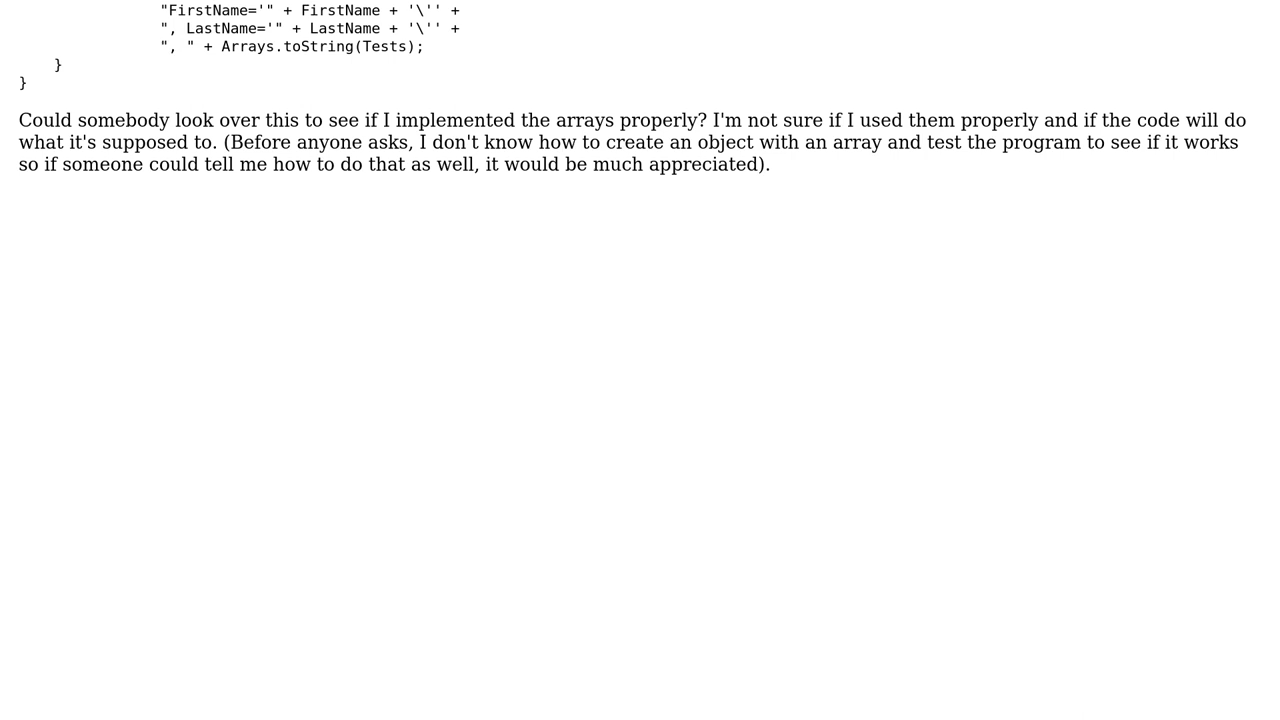 "FirstName='" + FirstName + '\'' +
", LastName='" + LastName + '\'' +
", " + Arrays.toString(Tests);
}
}
Could somebody look over this to see if I implemented the arrays properly? I'm not sure if I used them properly and if the code will do
what it's supposed to. (Before anyone asks, I don't know how to create an object with an array and test the program to see if it works
so if someone could tell me how to do that as well, it would be much appreciated).